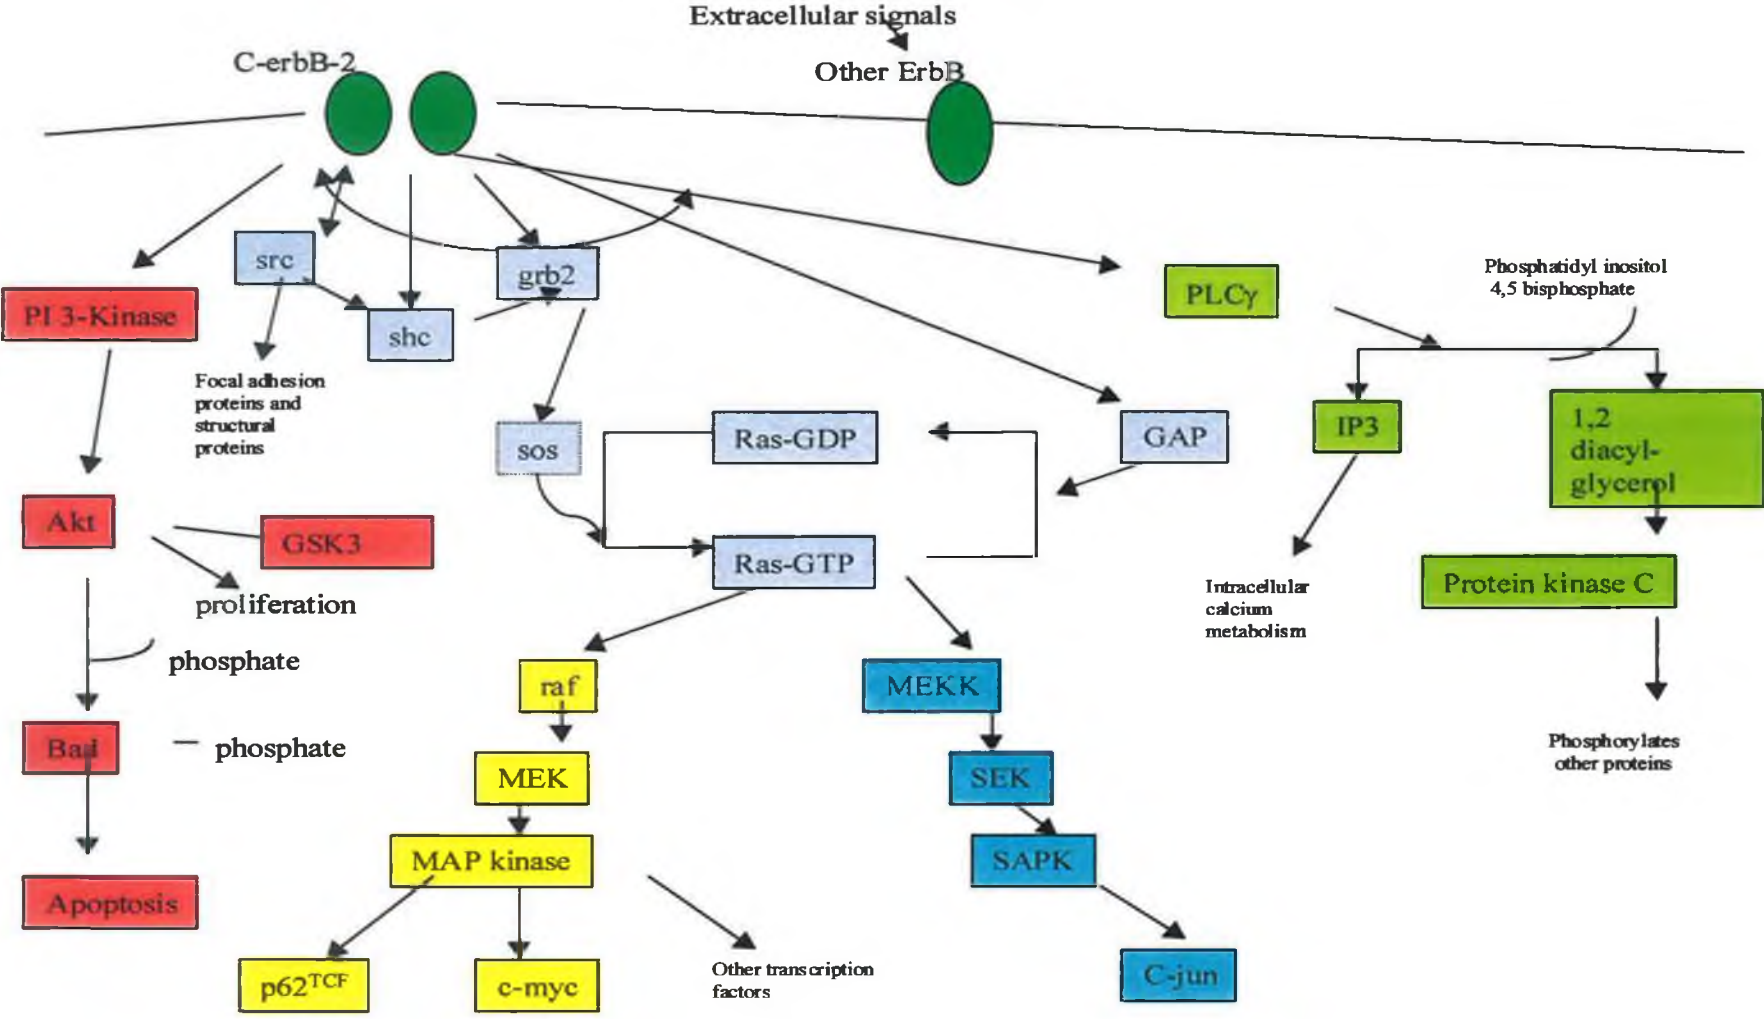 Extracellular signals
C-erbB-2
Other ErbB
src
grb2
PI 3-Kinase
shc
PLCγ
Phosphatidyl inositol
4,5 bisphosphate
Focal adhesion
proteins and
structural
proteins
sos
Ras-GDP
GAP
IP3
1,2
diacyl-
glycerol
Akt
GSK3
Ras-GTP
proliferation
Intracellular
calcium
metabolism
Protein kinase C
phosphate
raf
MEKK
Bad
phosphate
MEK
SEK
Phosphorylates
other proteins
MAP kinase
SAPK
Apoptosis
p62TCF
c-myc
Other transcription
factors
C-jun